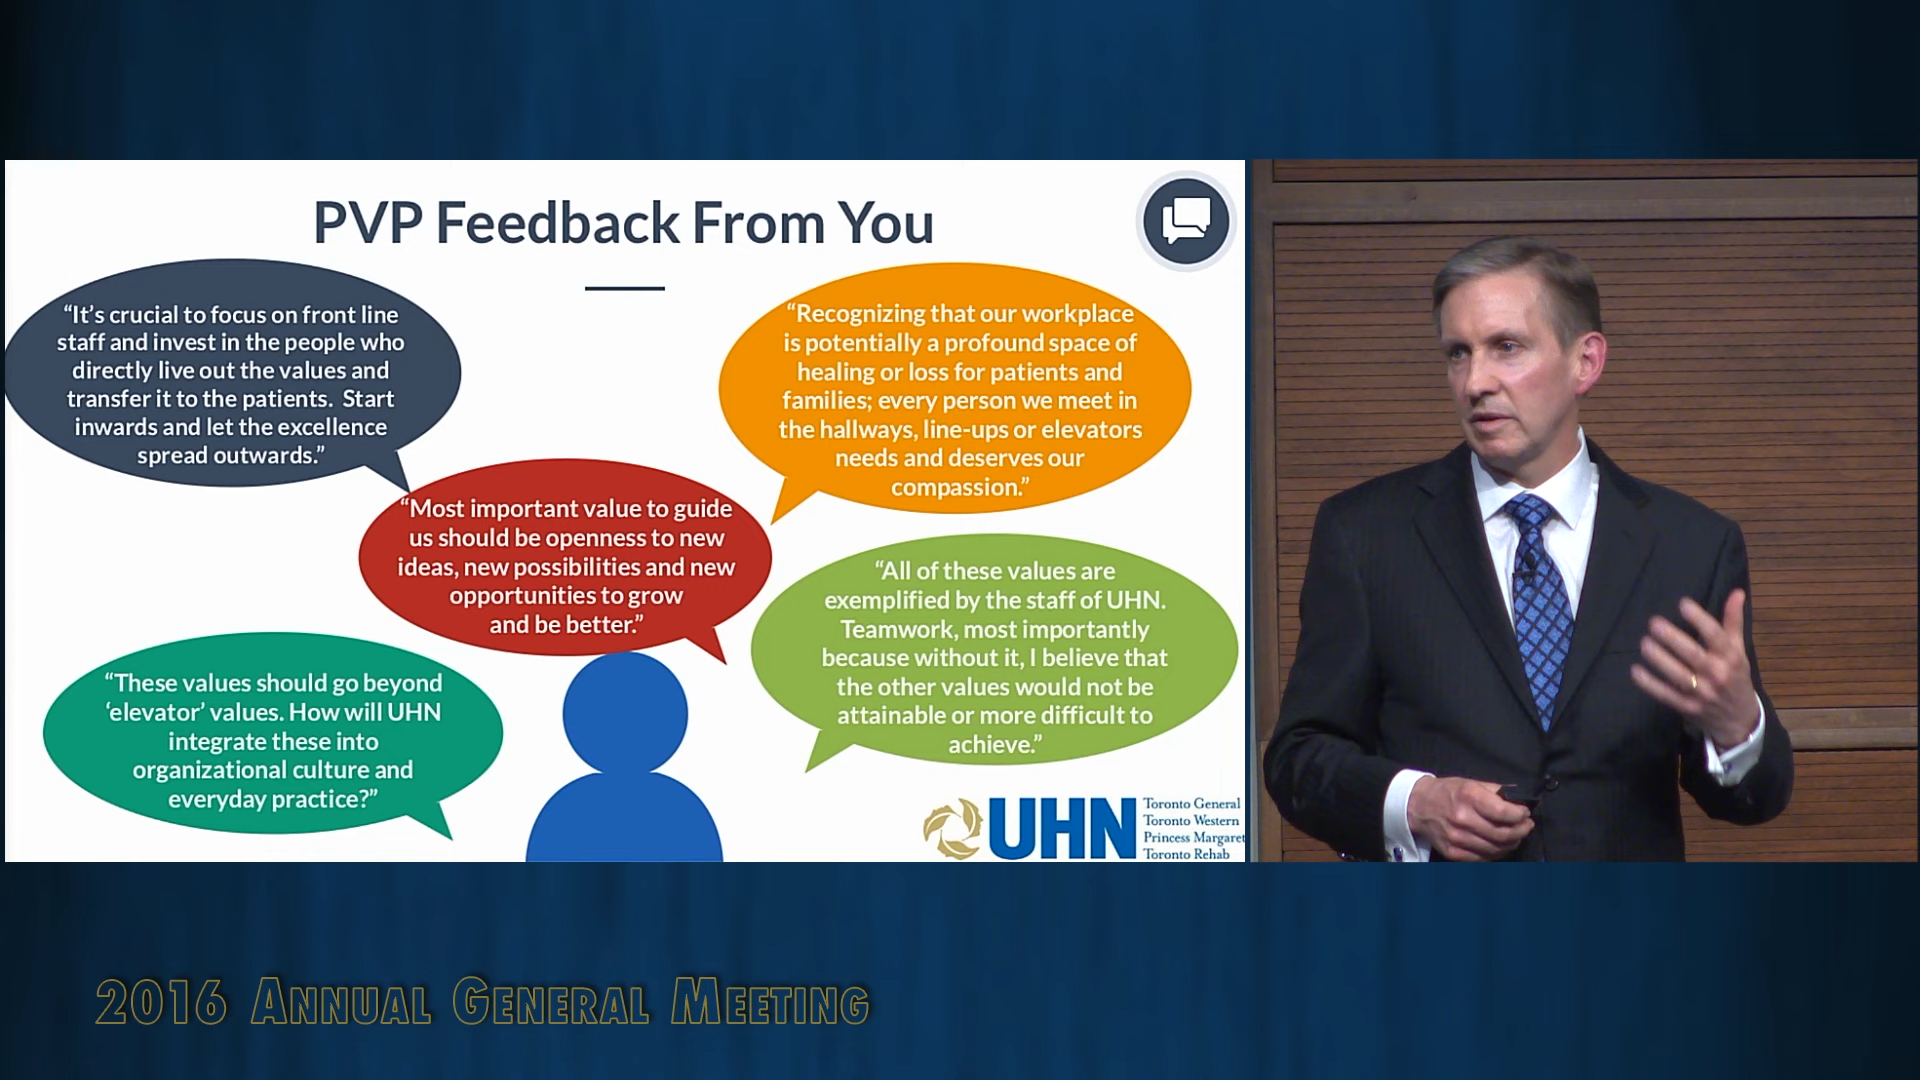 PVP Feedback From You
“It’s crucial to focus on front line
staff and invest in the people who
directly live out the values and
transfer it to the patients.  Start
inwards and let the excellence
spread outwards.”
“Recognizing that our workplace
is potentially a profound space of
healing or loss for patients and
families; every person we meet in
the hallways, line-ups or elevators
needs and deserves our
compassion.”
“Most important value to guide
us should be openness to new
ideas, new possibilities and new
opportunities to grow
and be better.”
“All of these values are
exemplified by the staff of UHN.
Teamwork, most importantly
because without it, I believe that
the other values would not be
attainable or more difficult to
achieve.”
“These values should go beyond
‘elevator’ values. How will UHN
integrate these into
organizational culture and
everyday practice?”
UHN
Toronto General
Toronto Western
Princess Margaret
Toronto Rehab
2016 Annual General Meeting